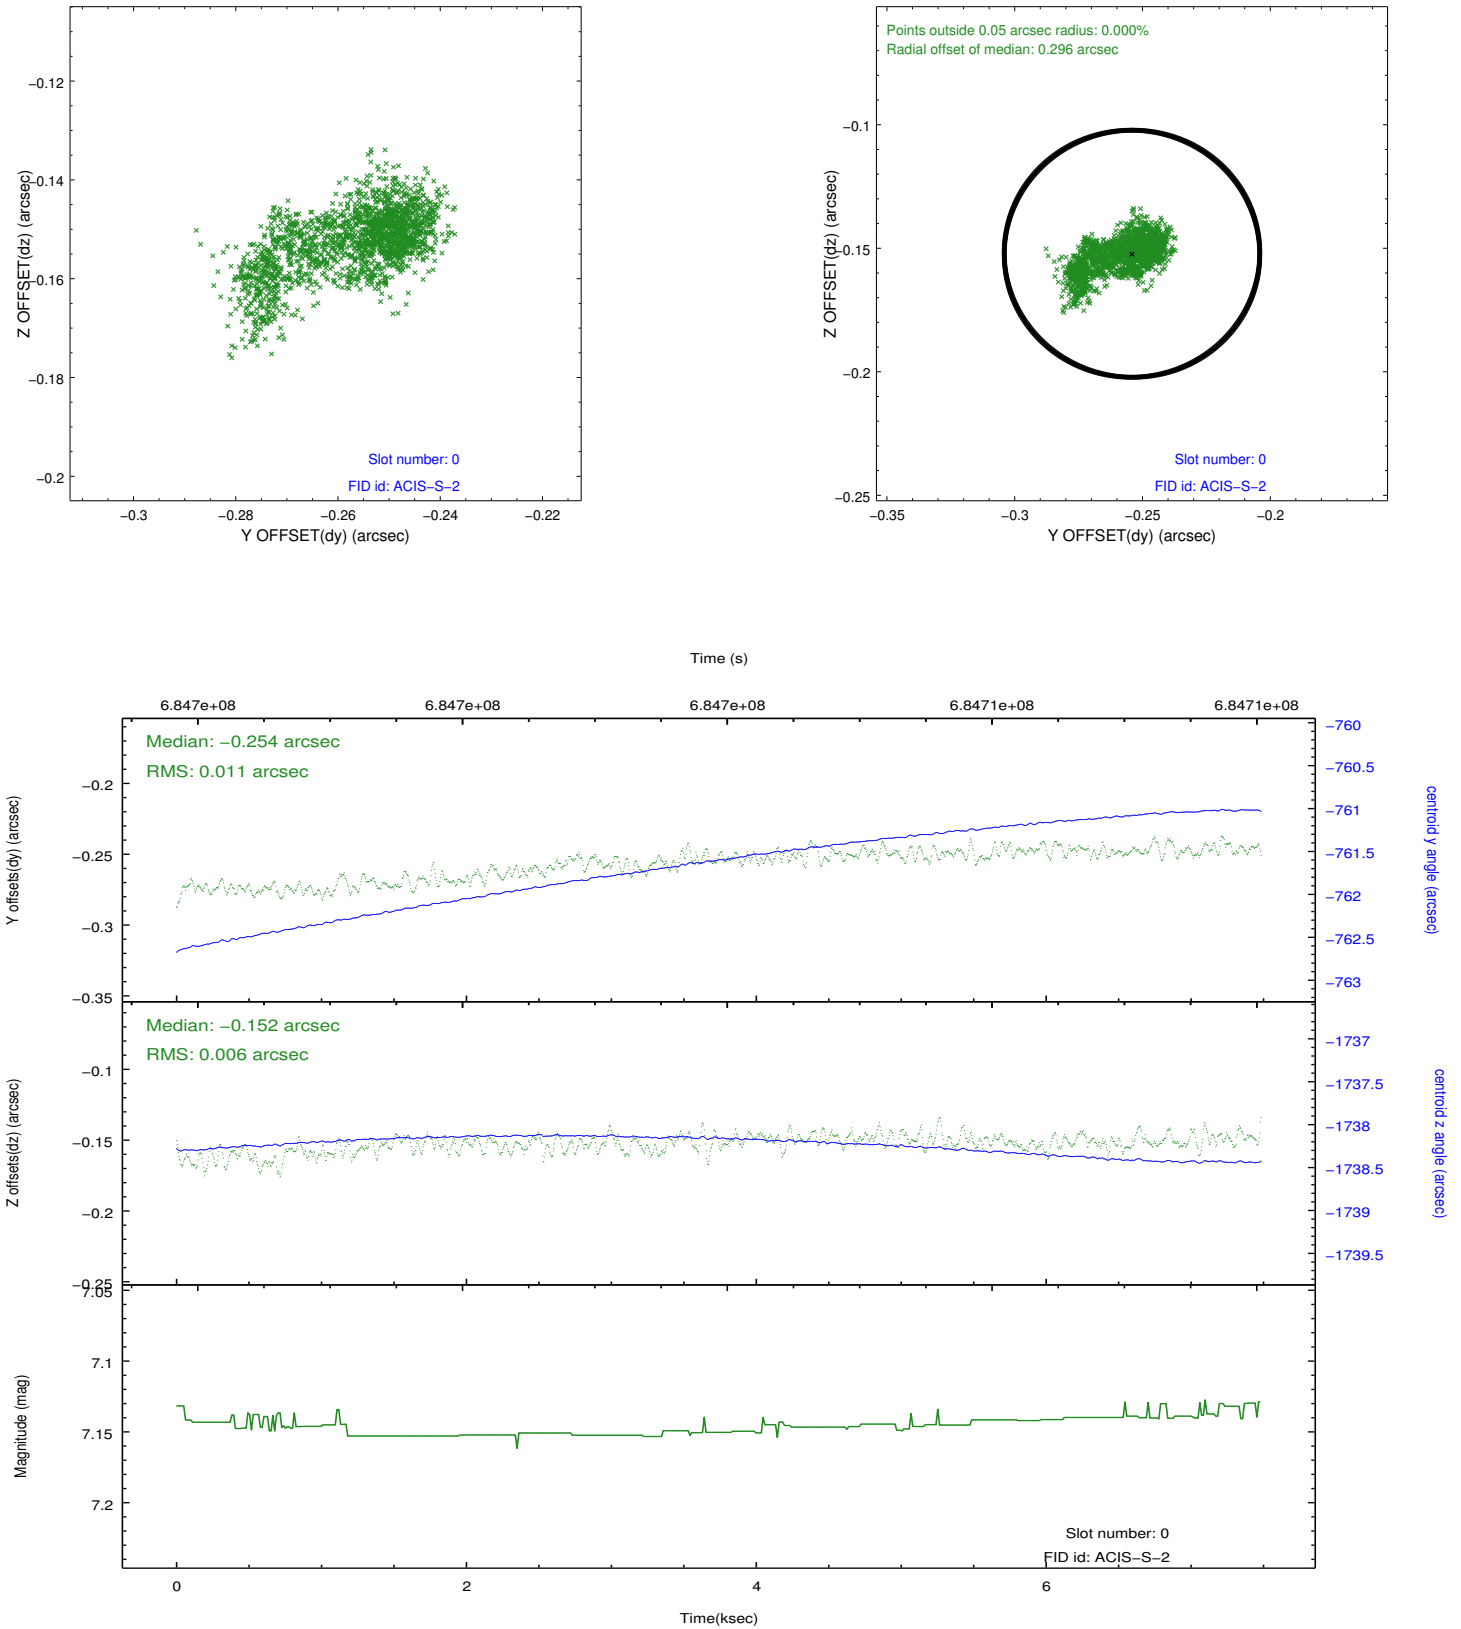 −0.12
−0.14
−0.16
−0.18
−0.2
Z OFFSET(dz) (arcsec)
Slot number: 0
FID id: ACIS−S−2
−0.3
−0.28
−0.26
−0.24
−0.22
Y OFFSET(dy) (arcsec)
Points outside 0.05 arcsec radius: 0.000%
Radial offset of median: 0.296 arcsec
−0.1
−0.15
−0.2
−0.25
Z OFFSET(dz) (arcsec)
Slot number: 0
FID id: ACIS−S−2
−0.35
−0.3
−0.25
−0.2
Y OFFSET(dy) (arcsec)
Time (s)
6.847e+08
6.847e+08
6.847e+08
6.8471e+08
6.8471e+08
Median: −0.254 arcsec
RMS: 0.011 arcsec
−0.2
−0.25
−0.3
−0.35
Y offsets(dy) (arcsec)
−760
−760.5
−761
−761.5
−762
−762.5
−763
centroid y angle (arcsec)
Median: −0.152 arcsec
RMS: 0.006 arcsec
−0.1
−0.15
−0.2
−0.25
Z offsets(dz) (arcsec)
−1737
−1737.5
−1738
−1738.5
−1739
−1739.5
centroid z angle (arcsec)
7.05
7.1
7.15
7.2
Magnitude (mag)
Slot number: 0
FID id: ACIS−S−2
0
2
4
6
Time(ksec)